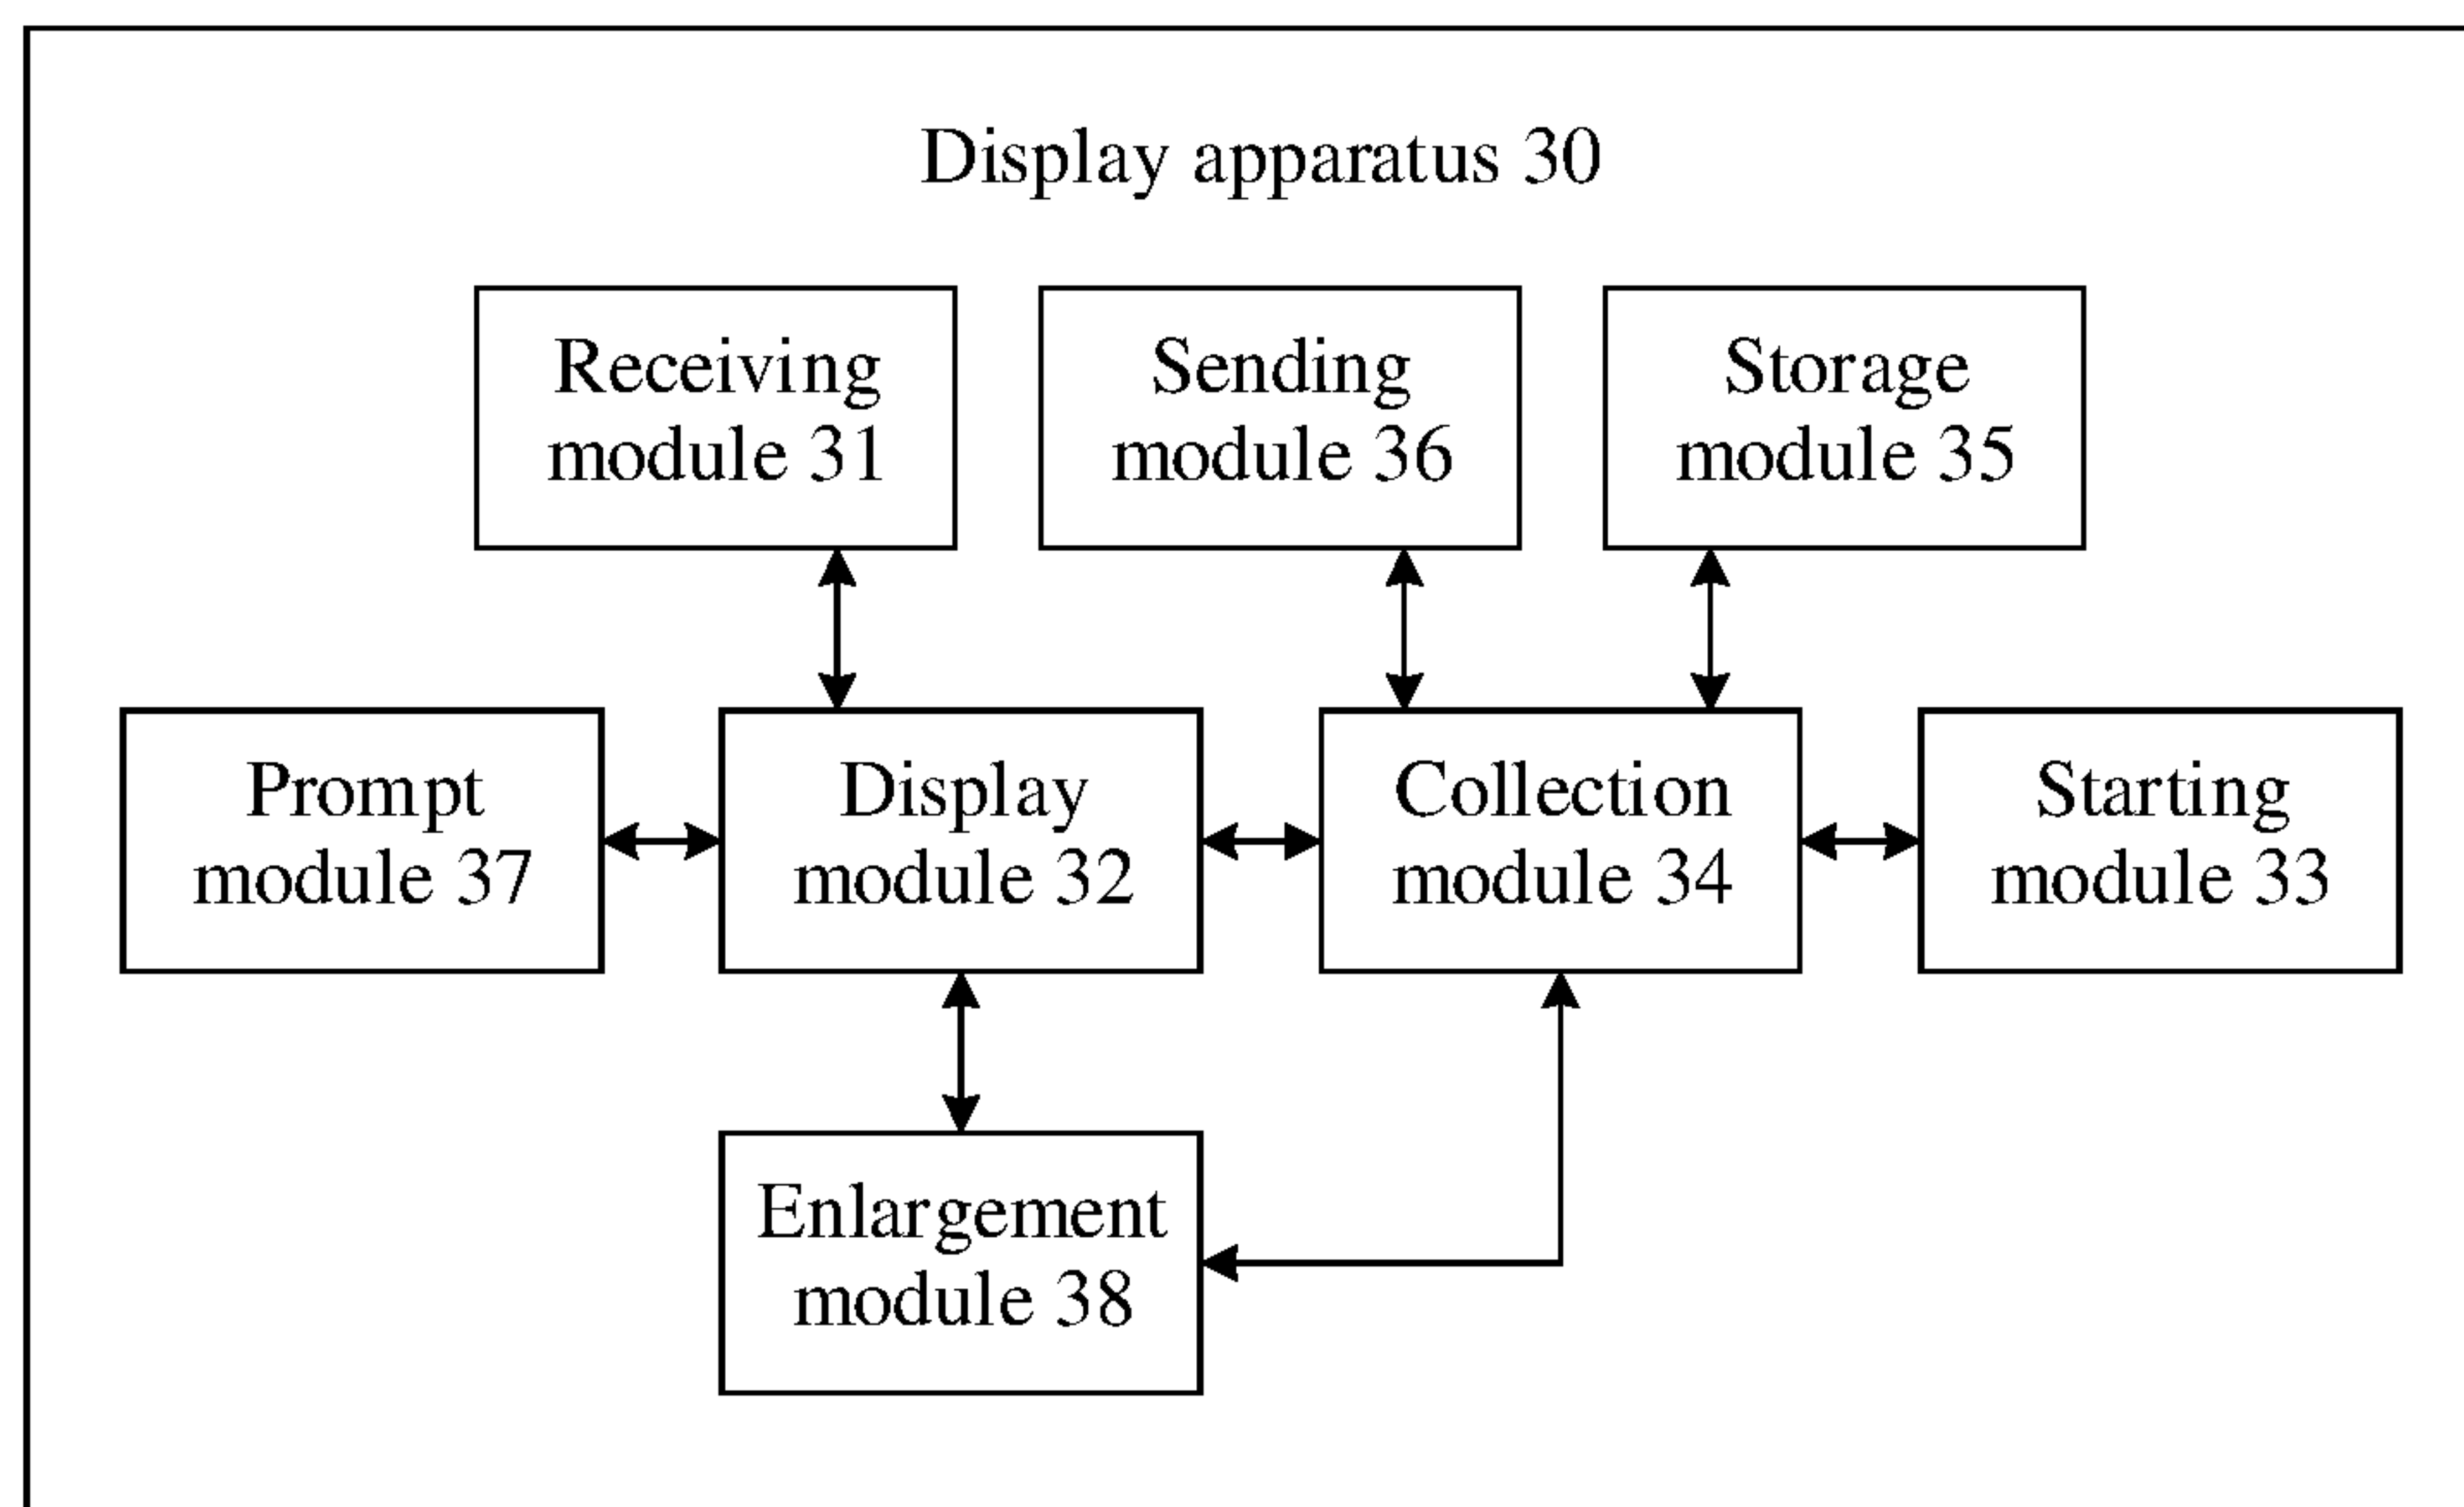 Display apparatus 30
Receiving
module 31
Sending
module 36
Storage
module 35
Prompt
module 37
Display
module 32
Collection
module 34
Starting
module 33
Enlargement
module 38